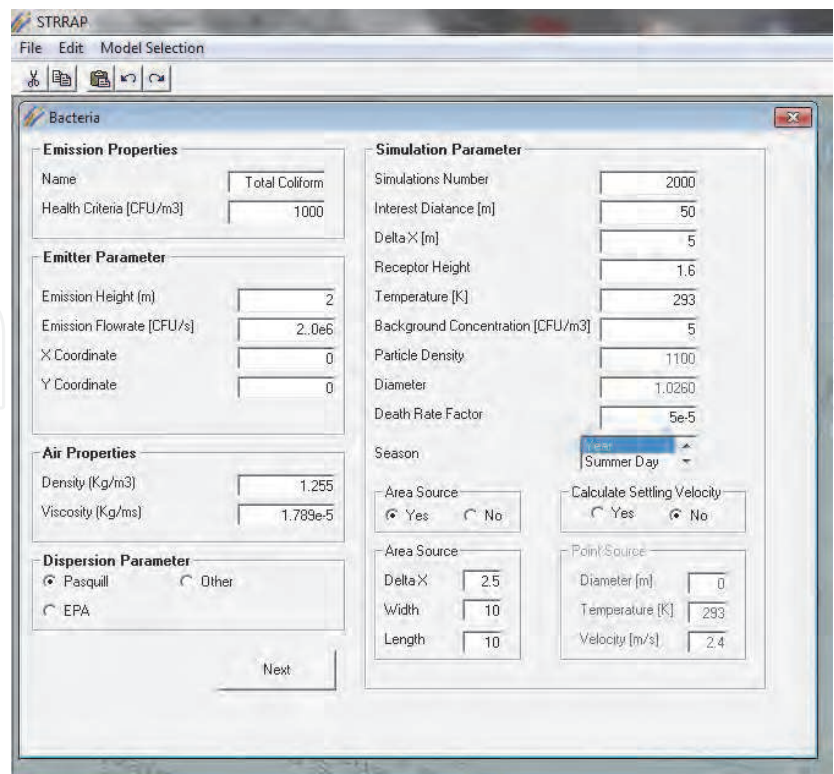 STRRAP
File Edit Model Selection
Bacteria
Emission Properties
Name Total Coliform
Health Criteria [CFU/m3] 1000
Emitter Parameter
Emission Height (m) 2
Emission Flowrate [CFU/s] 2..0e6
X Coordinate 0
Y Coordinate 0
Air Properties
Density (Kg/m3) 1.255
Viscosity (Kg/ms) 1.789e-5
Dispersion Parameter
Pasquill Other
EPA
Next
Simulation Parameter
Simulations Number 2000
Interest Diatance [m] 50
Delta X [m] 5
Receptor Height 1.6
Temperature [K] 293
Background Concentration [CFU/m3] 5
Particle Density 1100
Diameter 1.0260
Death Rate Factor 5e-5
Season Year
Summer Day
Area Source
Yes No
Calculate Settling Velocity
Yes No
Area Source
Delta X 2.5
Width 10
Length 10
Point Source
Diameter [m] 0
Temperature [K] 293
Velocity [m/s] 2.4